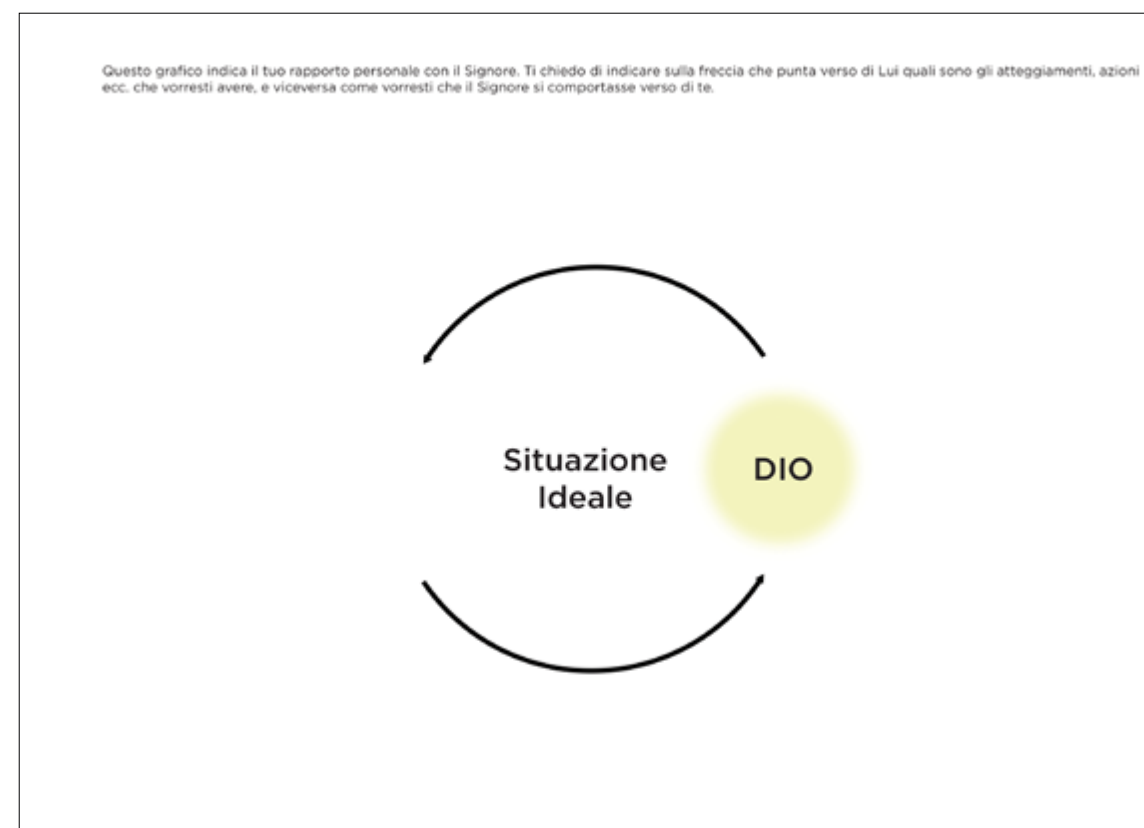 Questo grafico indica il tuo rapporto personale con il Signore. Ti chiedo di indicare sulla freccia che punta verso di Lui quali sono gli atteggiamenti, azioni
ecc. che vorresti avere, e viceversa come vorresti che il Signore si comportasse verso di te.
Situazione
Ideale
DIO